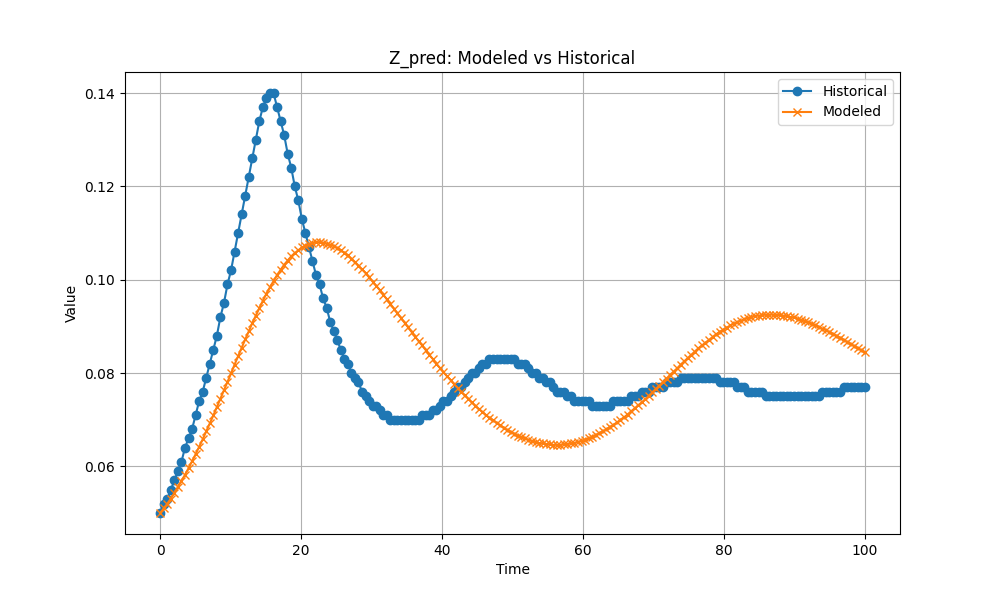 Z_pred: Modeled vs Historical
Historical
Modeled
Value
0.14
0.12
0.10
0.08
0.06
0 20 40 60 80 100
Time